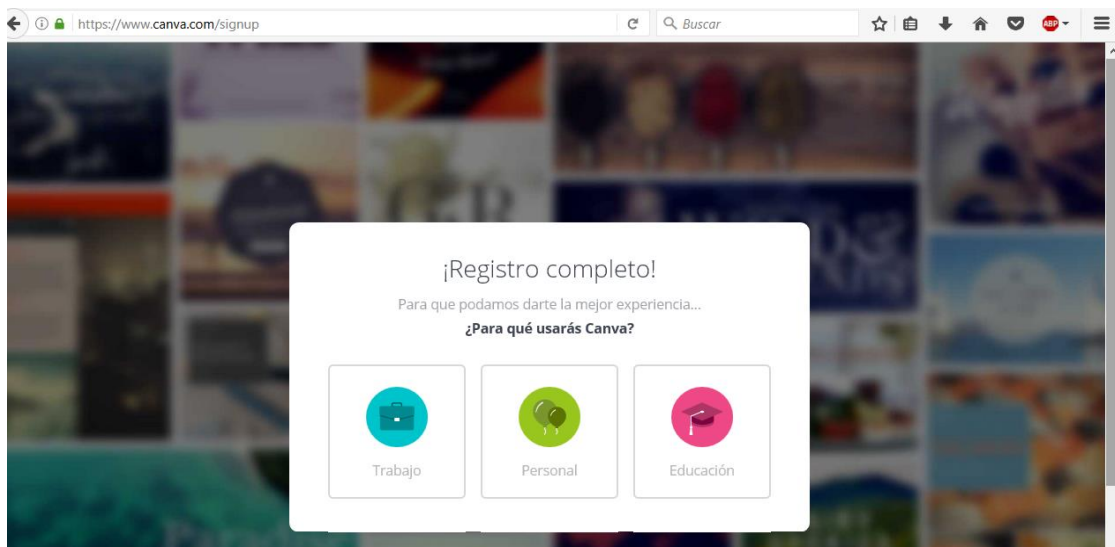 https://www.canva.com/signup
Buscar
ABP
G&R
¡Registro completo!
Para que podamos darte la mejor experiencia...
¿Para qué usarás Canva?
Trabajo
Personal
Educación